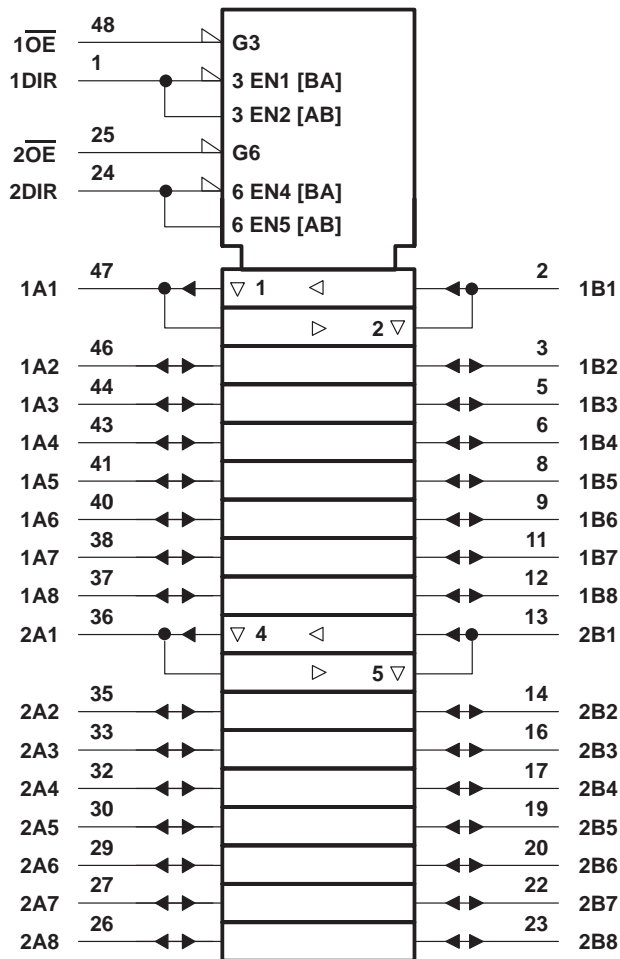 1O̅E̅ 48 G3
1DIR 1 3 EN1 [BA]
3 EN2 [AB]
2O̅E̅ 25 G6
2DIR 24 6 EN4 [BA]
6 EN5 [AB]
1A1 47 ▽ 1 ◁ 2 1B1
▷ 2 ▽
1A2 46 3 1B2
1A3 44 5 1B3
1A4 43 6 1B4
1A5 41 8 1B5
1A6 40 9 1B6
1A7 38 11 1B7
1A8 37 12 1B8
2A1 36 ▽ 4 ◁ 13 2B1
▷ 5 ▽
2A2 35 14 2B2
2A3 33 16 2B3
2A4 32 17 2B4
2A5 30 19 2B5
2A6 29 20 2B6
2A7 27 22 2B7
2A8 26 23 2B8